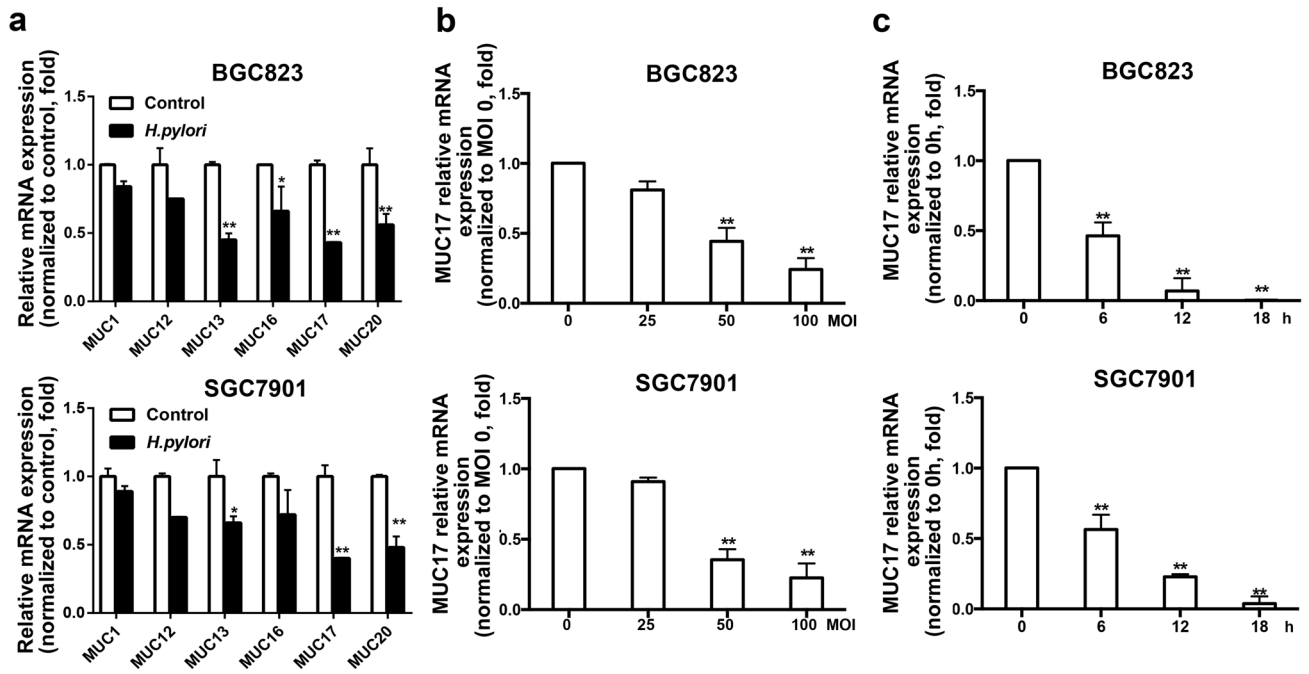 a
BGC823
Relative mRNA expression
(normalized to control, fold)
1.5
1.0
0.5
0.0
Control
H.pylori
**
*
**
**
MUC1
MUC12
MUC13
MUC16
MUC17
MUC20
SGC7901
Relative mRNA expression
(normalized to control, fold)
1.5
1.0
0.5
0.0
Control
H.pylori
*
**
**
MUC1
MUC12
MUC13
MUC16
MUC17
MUC20
b
BGC823
MUC17 relative mRNA
expression
(normalized to MOI 0, fold)
1.5
1.0
0.5
0.0
**
**
0 25 50 100 MOI
SGC7901
MUC17 relative mRNA
expression
(normalized to MOI 0, fold)
1.5
1.0
0.5
0.0
**
**
0 25 50 100 MOI
c
BGC823
MUC17 relative mRNA
expression
(normalized to 0h, fold)
1.5
1.0
0.5
0.0
**
**
**
0 6 12 18 h
SGC7901
MUC17 relative mRNA
expression
(normalized to 0h, fold)
1.5
1.0
0.5
0.0
**
**
**
0 6 12 18 h